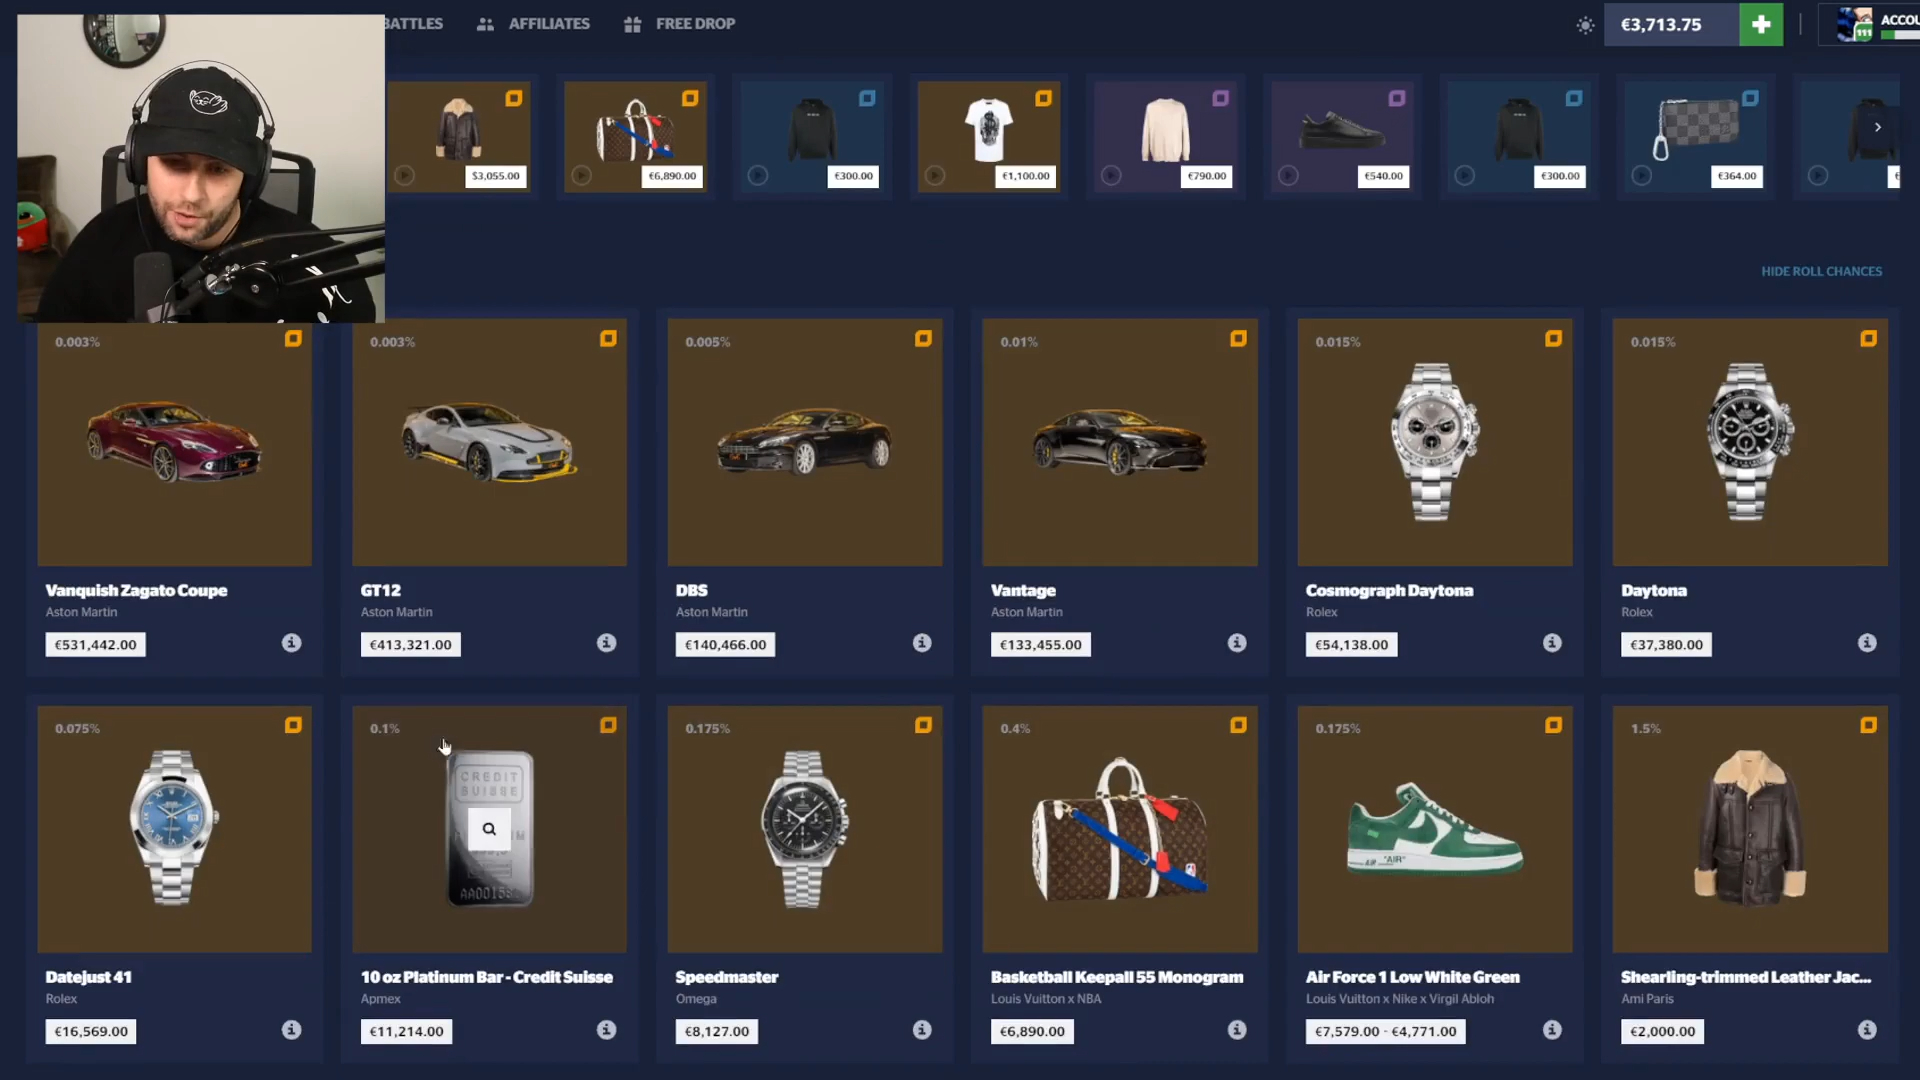 BATTLES
AFFILIATES
FREE DROP
€3,713.75
111
ACCOU
$3,055.00
€6,890.00
€300.00
€1,100.00
€790.00
€540.00
€300.00
€364.00
HIDE ROLL CHANCES
0.003%
0.003%
0.005%
0.01%
0.015%
0.015%
Vanquish Zagato Coupe
GT12
DBS
Vantage
Cosmograph Daytona
Daytona
Aston Martin
Aston Martin
Aston Martin
Aston Martin
Rolex
Rolex
€531,442.00
€413,321.00
€140,466.00
€133,455.00
€54,138.00
€37,380.00
0.075%
0.1%
0.175%
0.4%
0.175%
1.5%
CREDIT
SUISSE
"AIR"
Datejust 41
10 oz Platinum Bar - Credit Suisse
Speedmaster
Basketball Keepall 55 Monogram
Air Force 1 Low White Green
Shearling-trimmed Leather Jac...
Rolex
Apmex
Omega
Louis Vuitton x NBA
Louis Vuitton x Nike x Virgil Abloh
Ami Paris
€16,569.00
€11,214.00
€8,127.00
€6,890.00
€7,579.00 - €4,771.00
€2,000.00